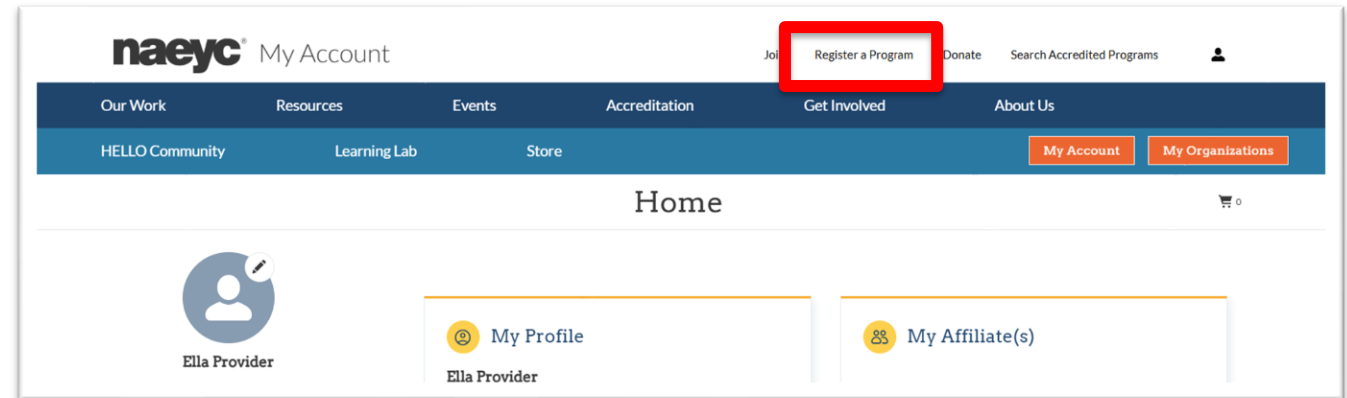 naeyc® My Account
Register a Program Donate Search Accredited Programs
Our Work Resources Events Accreditation Get Involved About Us
HELLO Community Learning Lab Store My Account My Organizations
Home 0
My Profile My Affiliate(s)
Ella Provider
Ella Provider